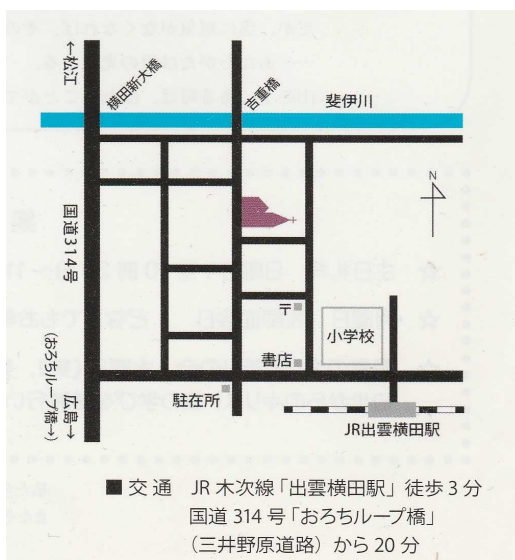 ←松江
横田新大橋
吉重橋
斐伊川
N
国道314号
〒
小学校
書店
(おろちループ橋→)
広島→
駐在所
JR出雲横田駅
■ 交 通 JR 木次線「出雲横田駅」徒歩 3 分
国道 314 号「おろちループ橋」
(三井野原道路)から 20 分